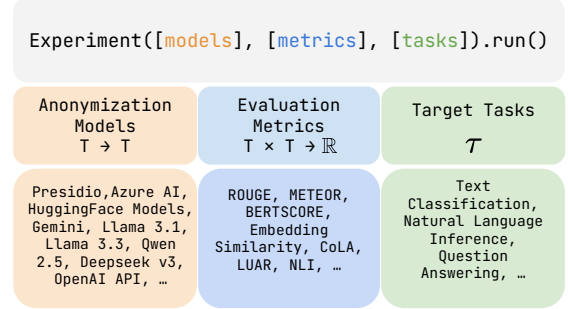 Experiment([models], [metrics], [tasks]).run()
Anonymization
Models
T → T
Evaluation
Metrics
T × T → ℝ
Target Tasks
τ
Presidio,Azure AI,
HuggingFace Models,
Gemini, Llama 3.1,
Llama 3.3, Qwen
2.5, Deepseek v3,
OpenAI API, …
ROUGE, METEOR,
BERTSCORE,
Embedding
Similarity, CoLA,
LUAR, NLI, …
Text
Classification,
Natural Language
Inference,
Question
Answering, …